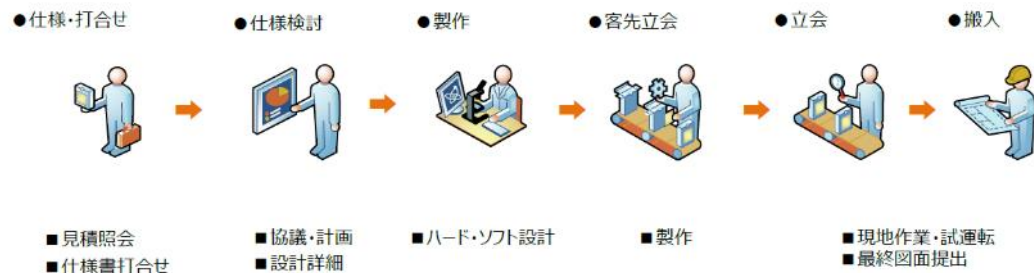 ●仕様・打合せ
●仕様検討
●製作
●客先立会
●立会
●搬入
■見積照会
■仕様書打合せ
■協議・計画
■設計詳細
■ハード・ソフト設計
■製作
■現地作業・試運転
■最終図面提出